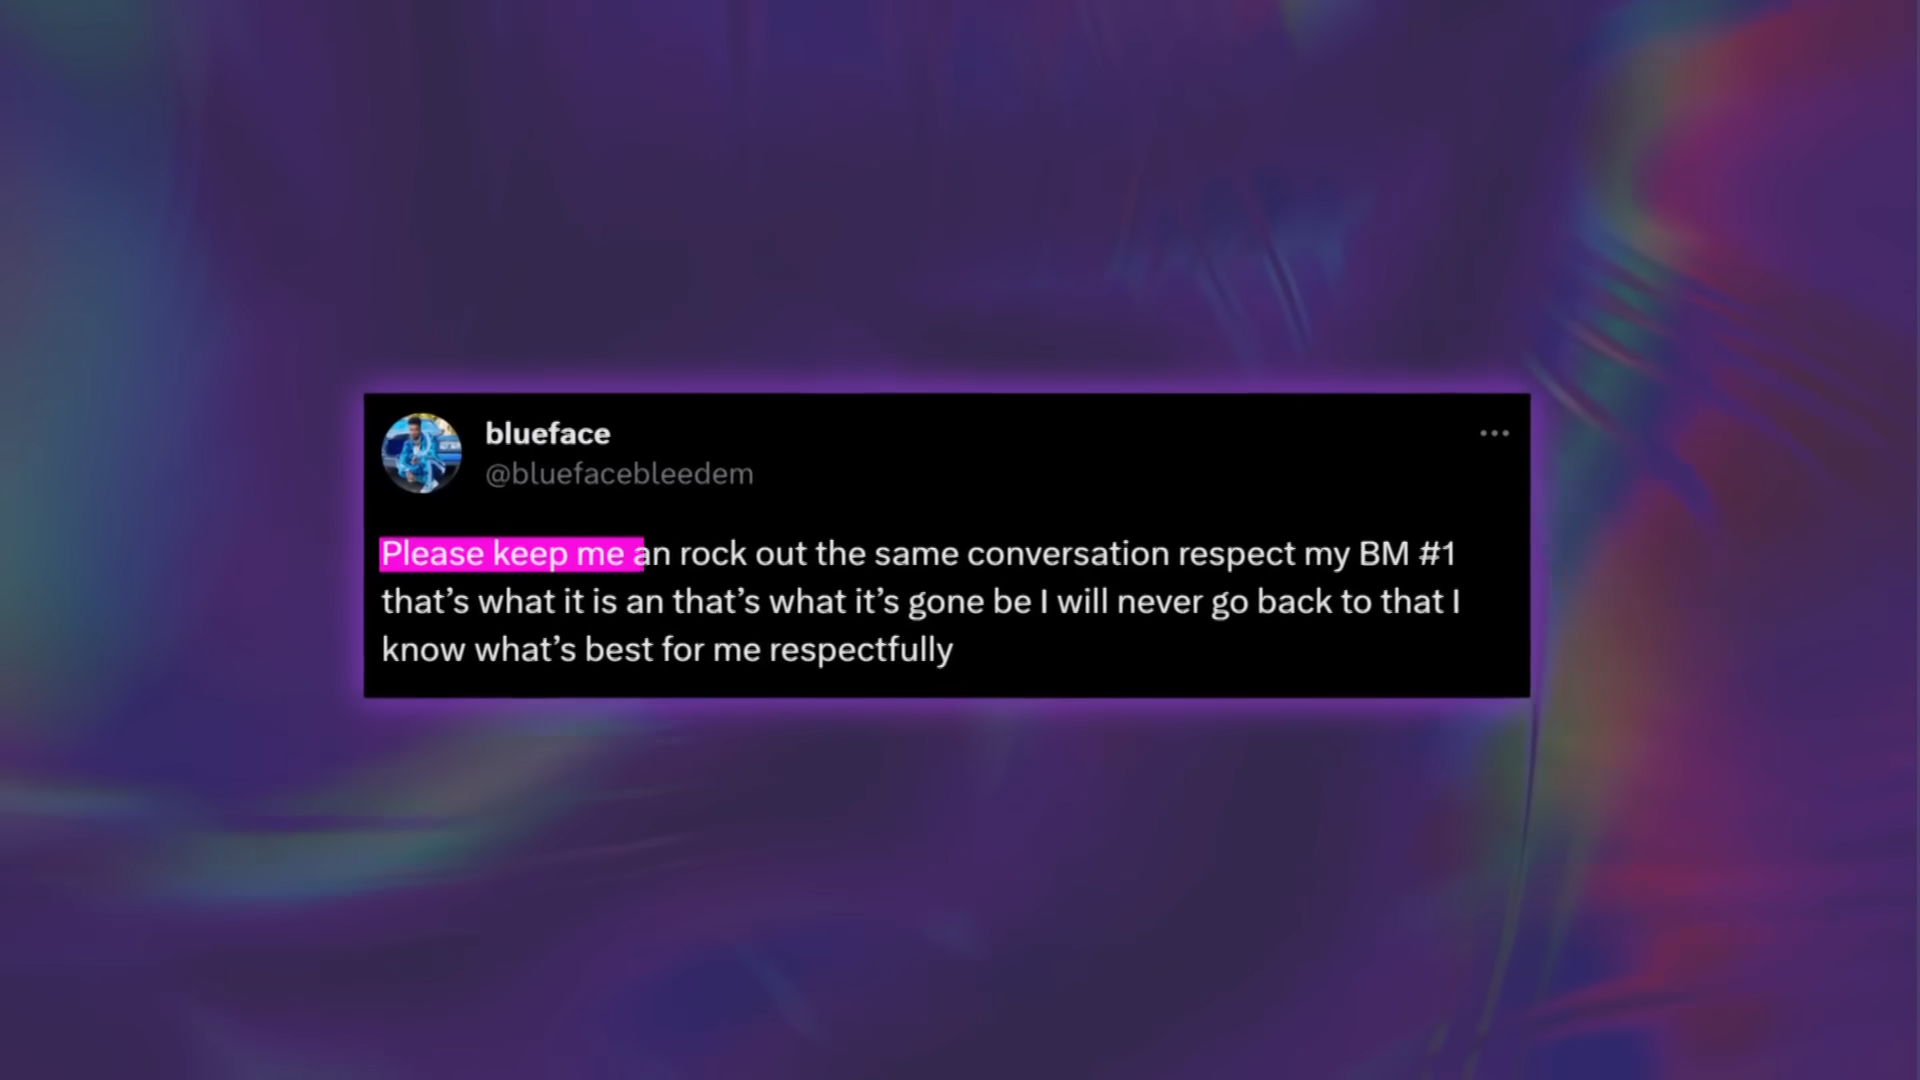 blueface
@bluefacebleedem
Please keep me an rock out the same conversation respect my BM #1
that’s what it is an that’s what it’s gone be I will never go back to that I
know what’s best for me respectfully